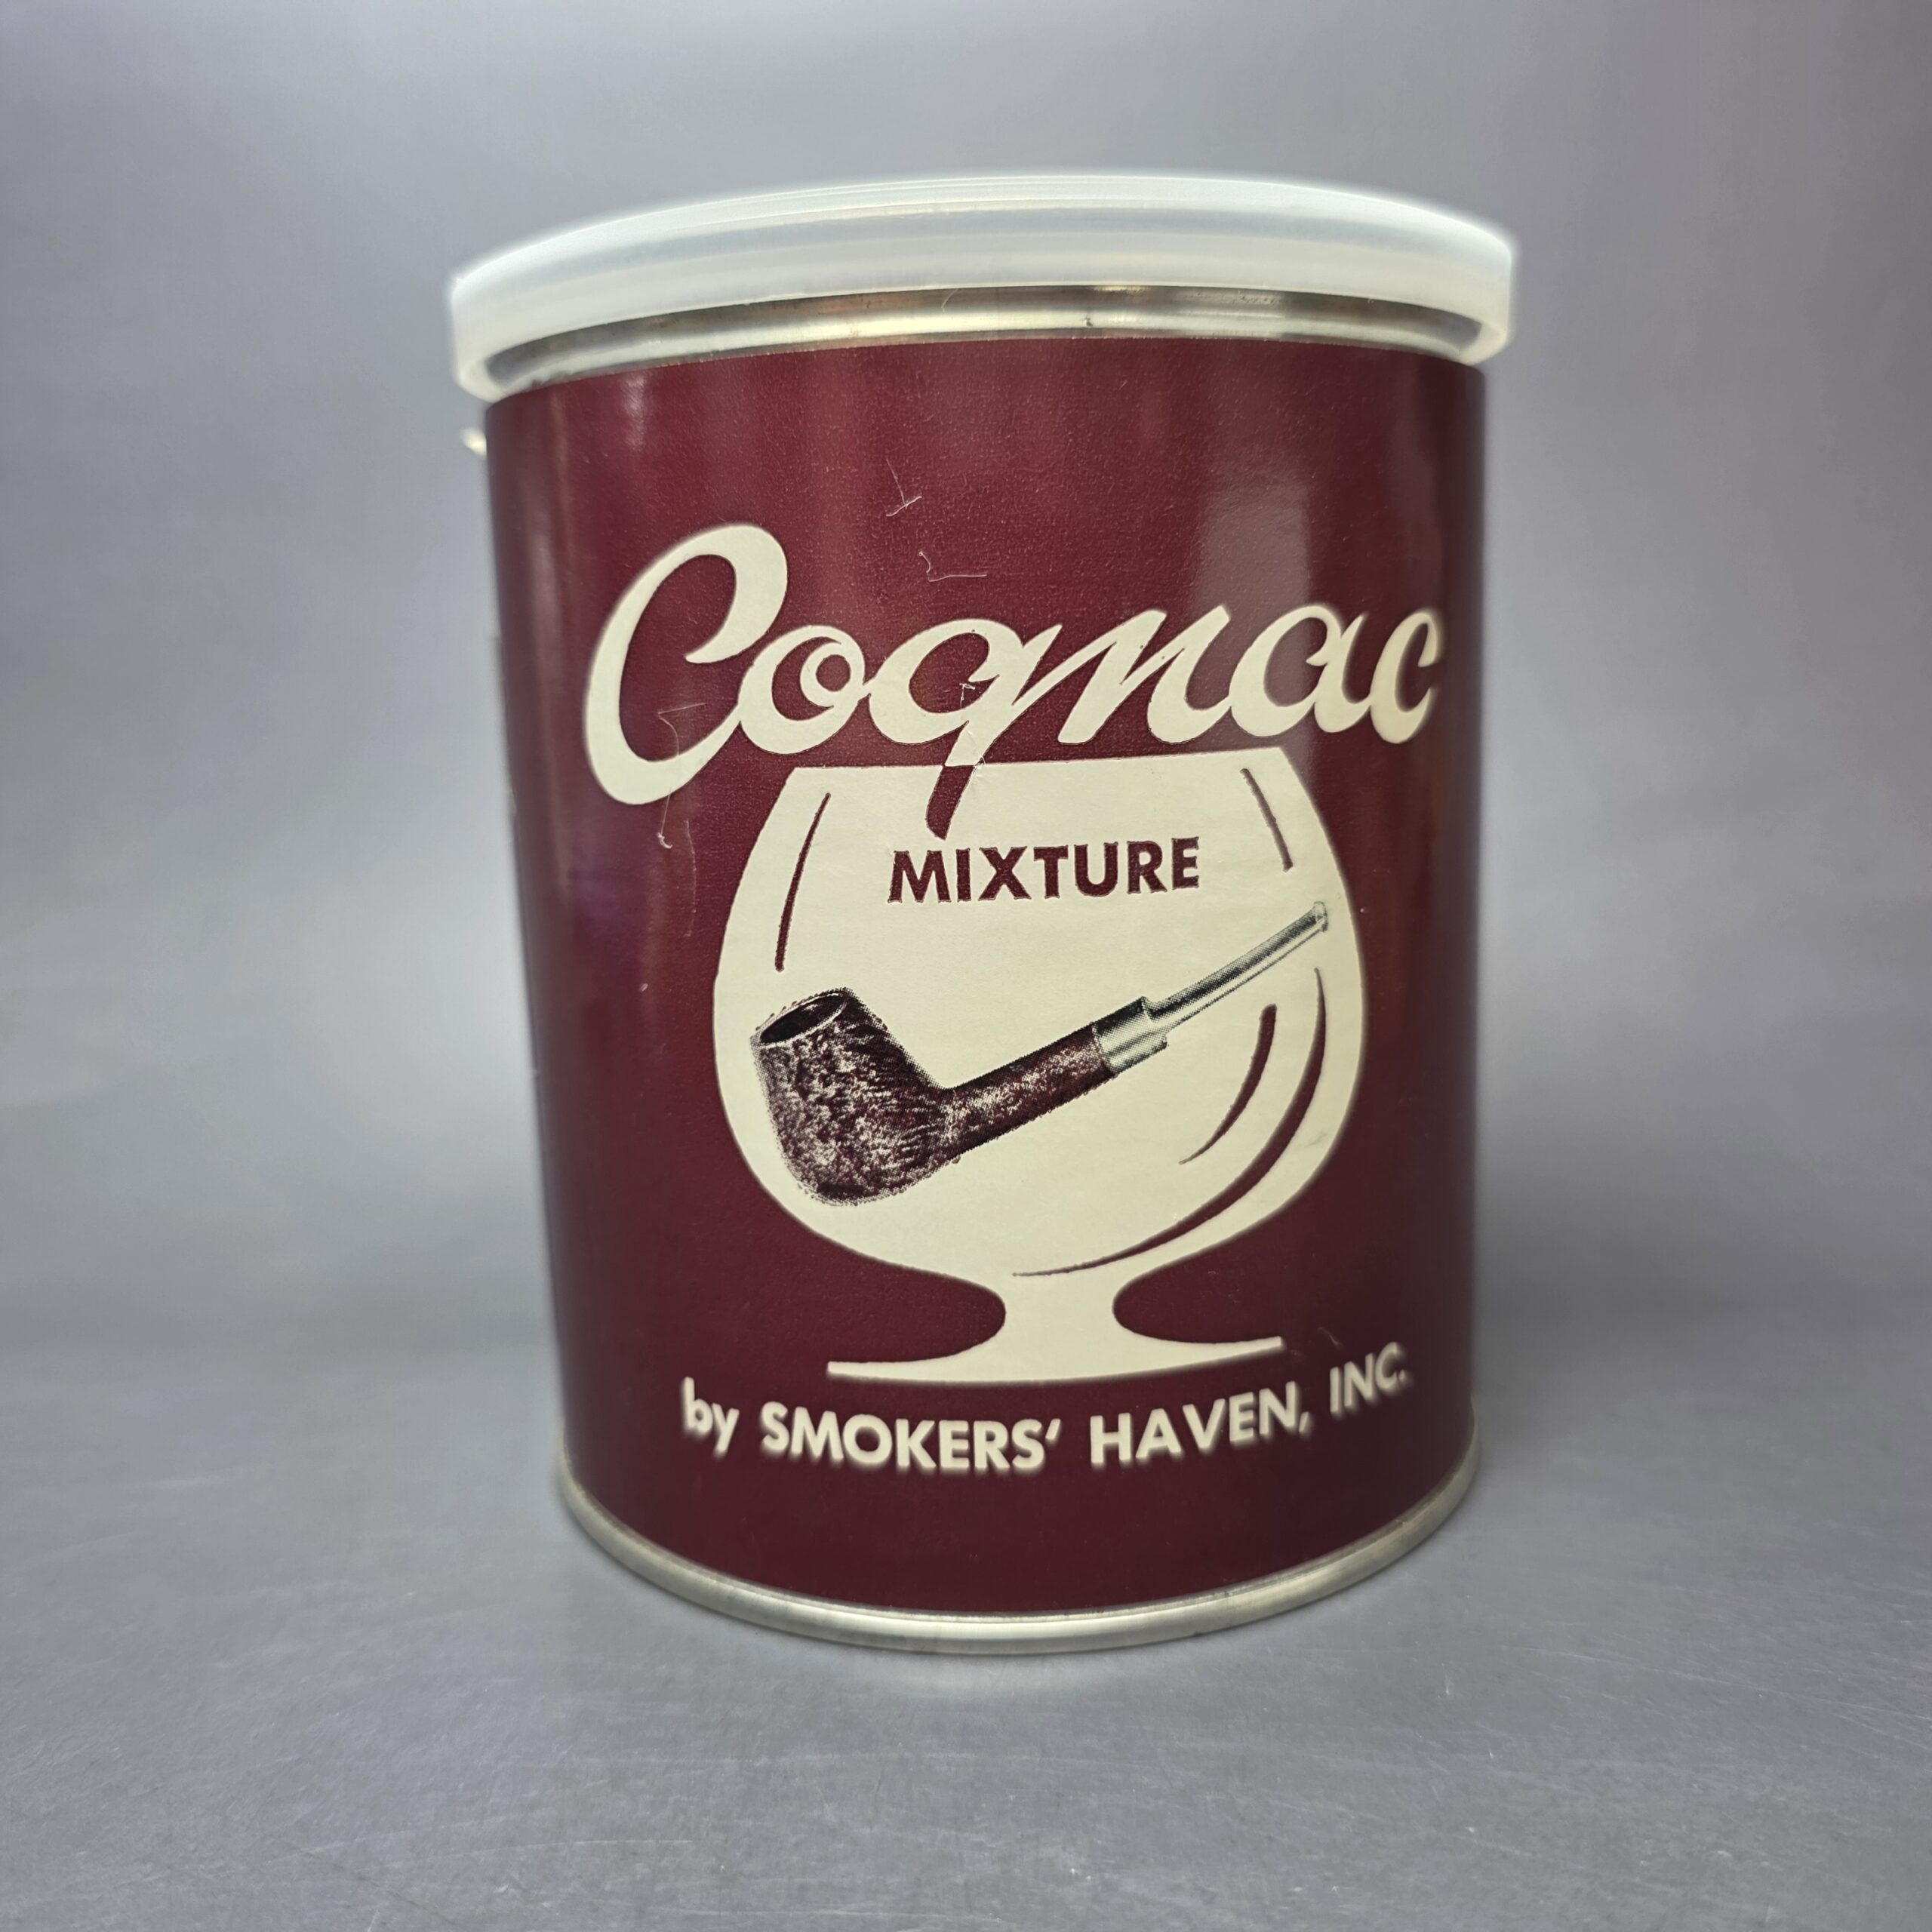 Cognac
MIXTURE
by SMOKERS' HAVEN, INC.